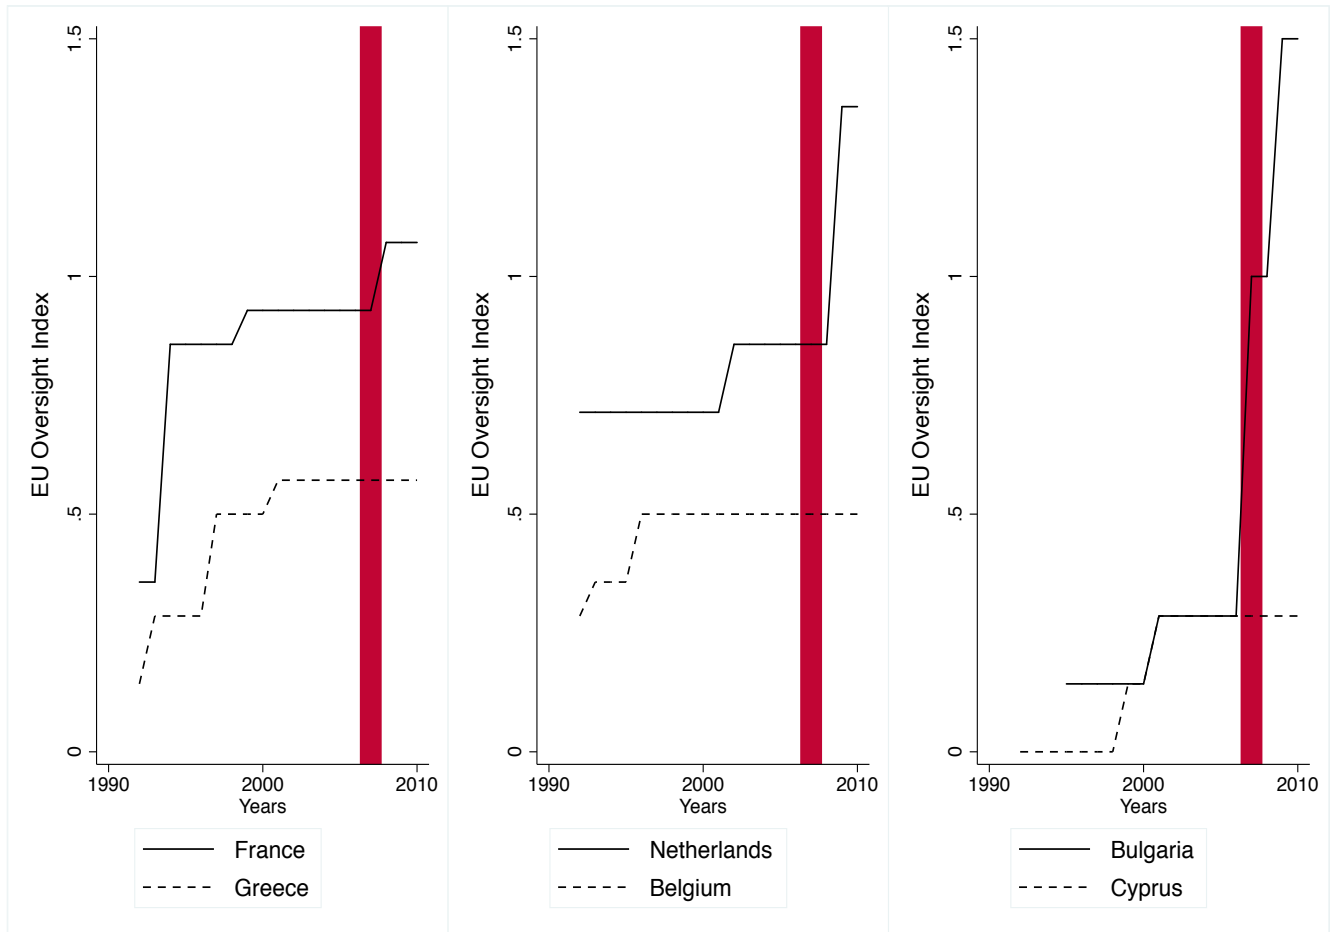 EU Oversight Index
1.5
1
.5
0
1990
2000
2010
Years
France
Greece
EU Oversight Index
1.5
1
.5
0
1990
2000
2010
Years
Netherlands
Belgium
EU Oversight Index
1.5
1
.5
0
1990
2000
2010
Years
Bulgaria
Cyprus